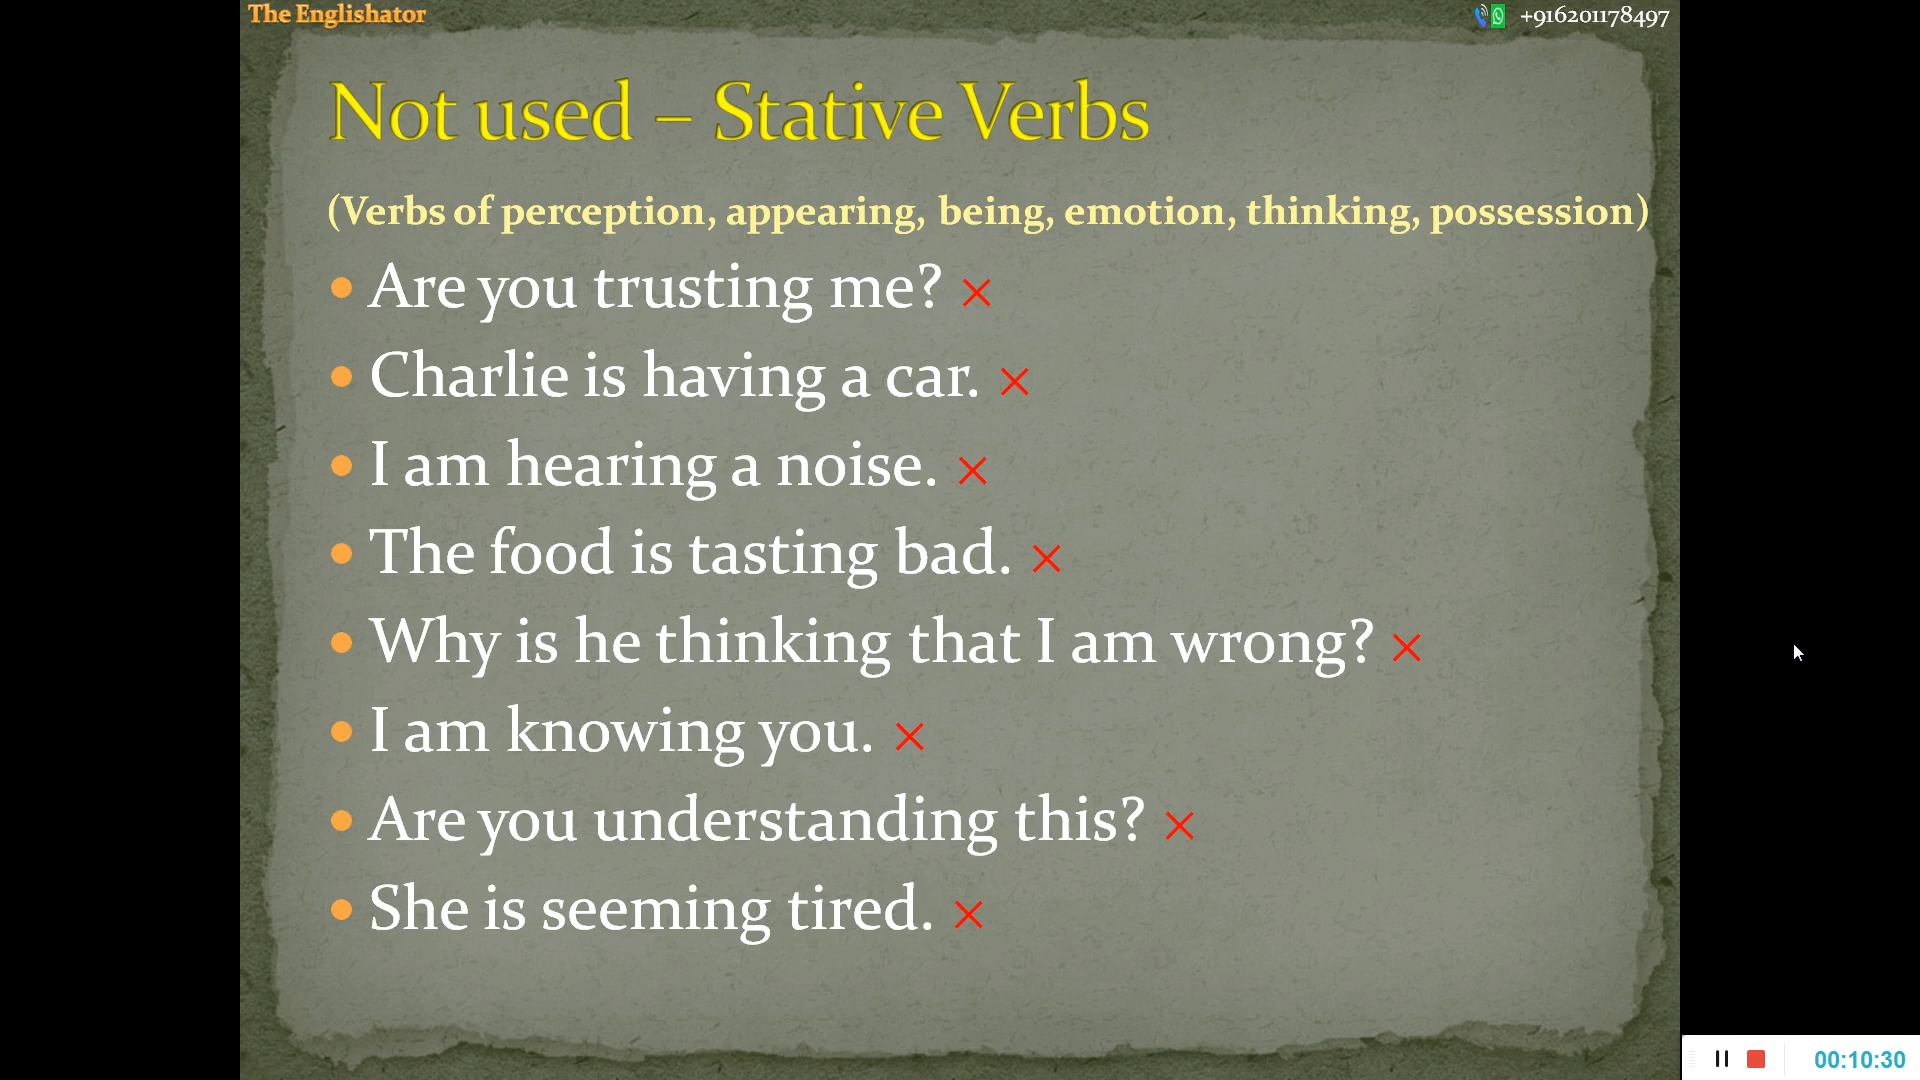 The Englishator
+916201178497
Not used – Stative Verbs
(Verbs of perception, appearing, being, emotion, thinking, possession)
Are you trusting me? ×
Charlie is having a car. ×
I am hearing a noise. ×
The food is tasting bad. ×
Why is he thinking that I am wrong? ×
I am knowing you. ×
Are you understanding this? ×
She is seeming tired. ×
00:10:30